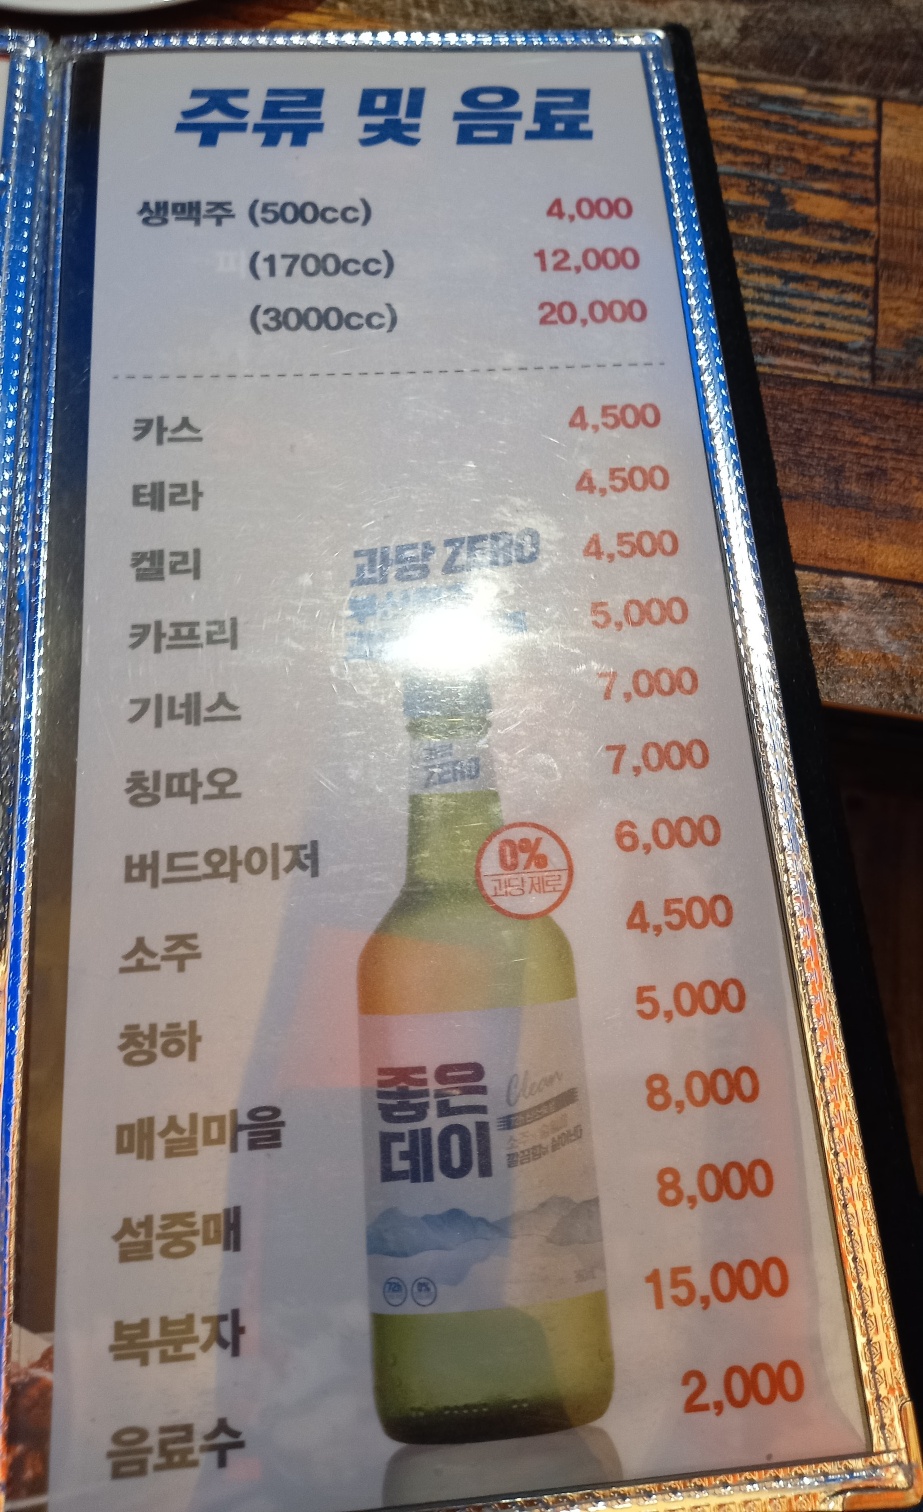 주류 및 음료
생맥주 (500cc) 4,000
(1700cc) 12,000
(3000cc) 20,000
카스 4,500
테라 4,500
켈리 4,500
카프리 5,000
기네스 7,000
칭따오 7,000
버드와이저 6,000
소주 4,500
청하 5,000
매실마을 8,000
설중매 8,000
복분자 15,000
음료수 2,000
과당 ZERO
ZERO
0%
과당 제로
좋은
데이
Clean